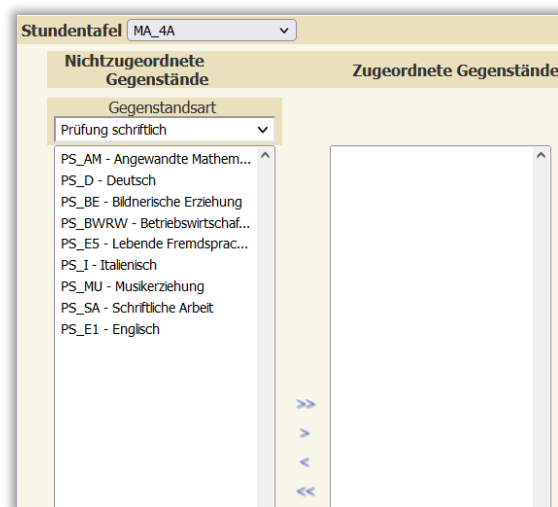 Stundentafel MA_4A
Nichtzugeordnete
Gegenstände
Zugeordnete Gegenstände
Gegenstandsart
Prüfung schriftlich
PS_AM - Angewandte Mathem...
PS_D - Deutsch
PS_BE - Bildnerische Erziehung
PS_BWRW - Betriebswirtschaf...
PS_E5 - Lebende Fremdsprac...
PS_I - Italienisch
PS_MU - Musikerziehung
PS_SA - Schriftliche Arbeit
PS_E1 - Englisch
>>
>
<
<<